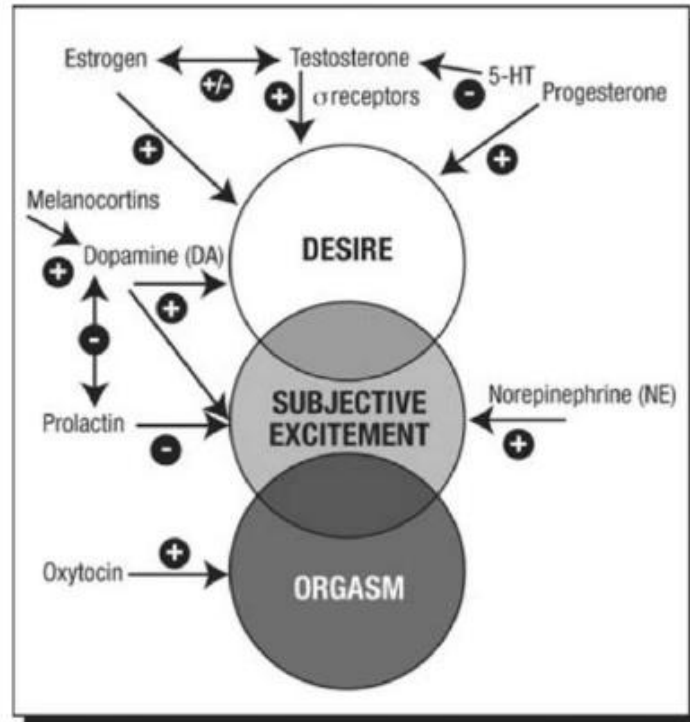 Estrogen
+/-
Testosterone
5-HT
-
+
σ receptors
Progesterone
+
+
Melanocortins
+
Dopamine (DA)
+
DESIRE
-
Prolactin
-
SUBJECTIVE
EXCITEMENT
Norepinephrine (NE)
+
Oxytocin
+
ORGASM